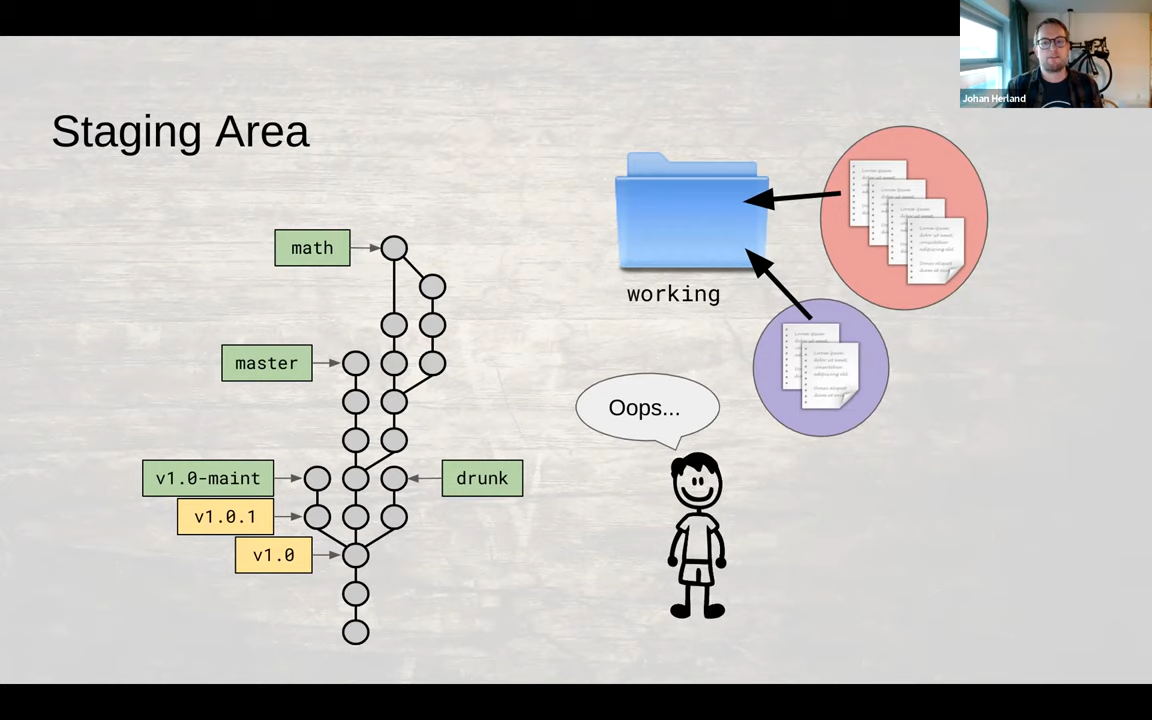 Johan Herland
Staging Area
math
working
master
Oops...
v1.0-maint
drunk
v1.0.1
v1.0